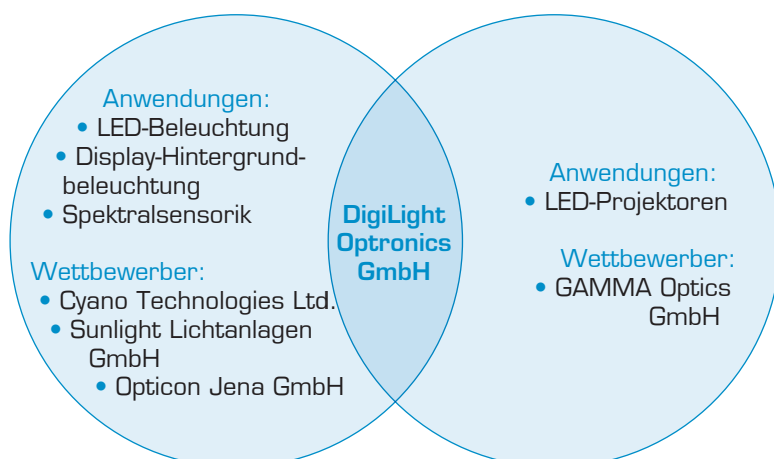 Anwendungen:
• LED-Beleuchtung
• Display-Hintergrund-
beleuchtung
• Spektralsensorik
Wettbewerber:
• Cyano Technologies Ltd.
• Sunlight Lichtanlagen
GmbH
• Opticon Jena GmbH
DigiLight
Optronics
GmbH
Anwendungen:
• LED-Projektoren
Wettbewerber:
• GAMMA Optics
GmbH